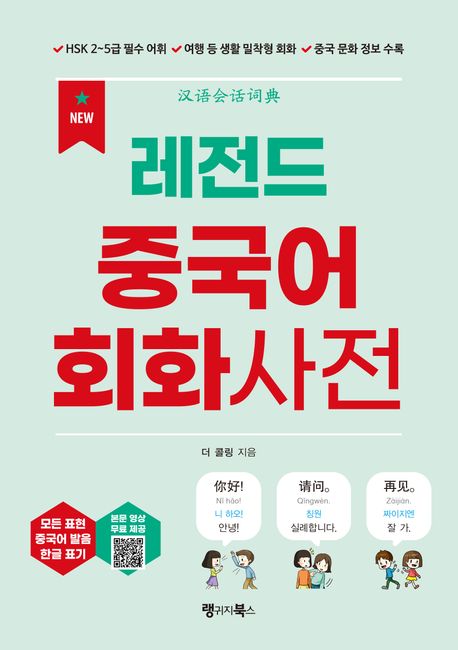 HSK 2~5급 필수 어휘 여행 등 생활 밀착형 회화 중국 문화 정보 수록
汉语会话词典
NEW
레전드
중국어
회화사전
더 콜링 지음
你好!
Nǐ hǎo!
니 하오!
안녕!
请问。
Qǐngwèn.
칭원
실례합니다.
再见。
Zàijiàn.
짜이지엔
잘 가.
모든 표현
중국어 발음
한글 표기
본문 영상
무료 제공
랭귀지북스